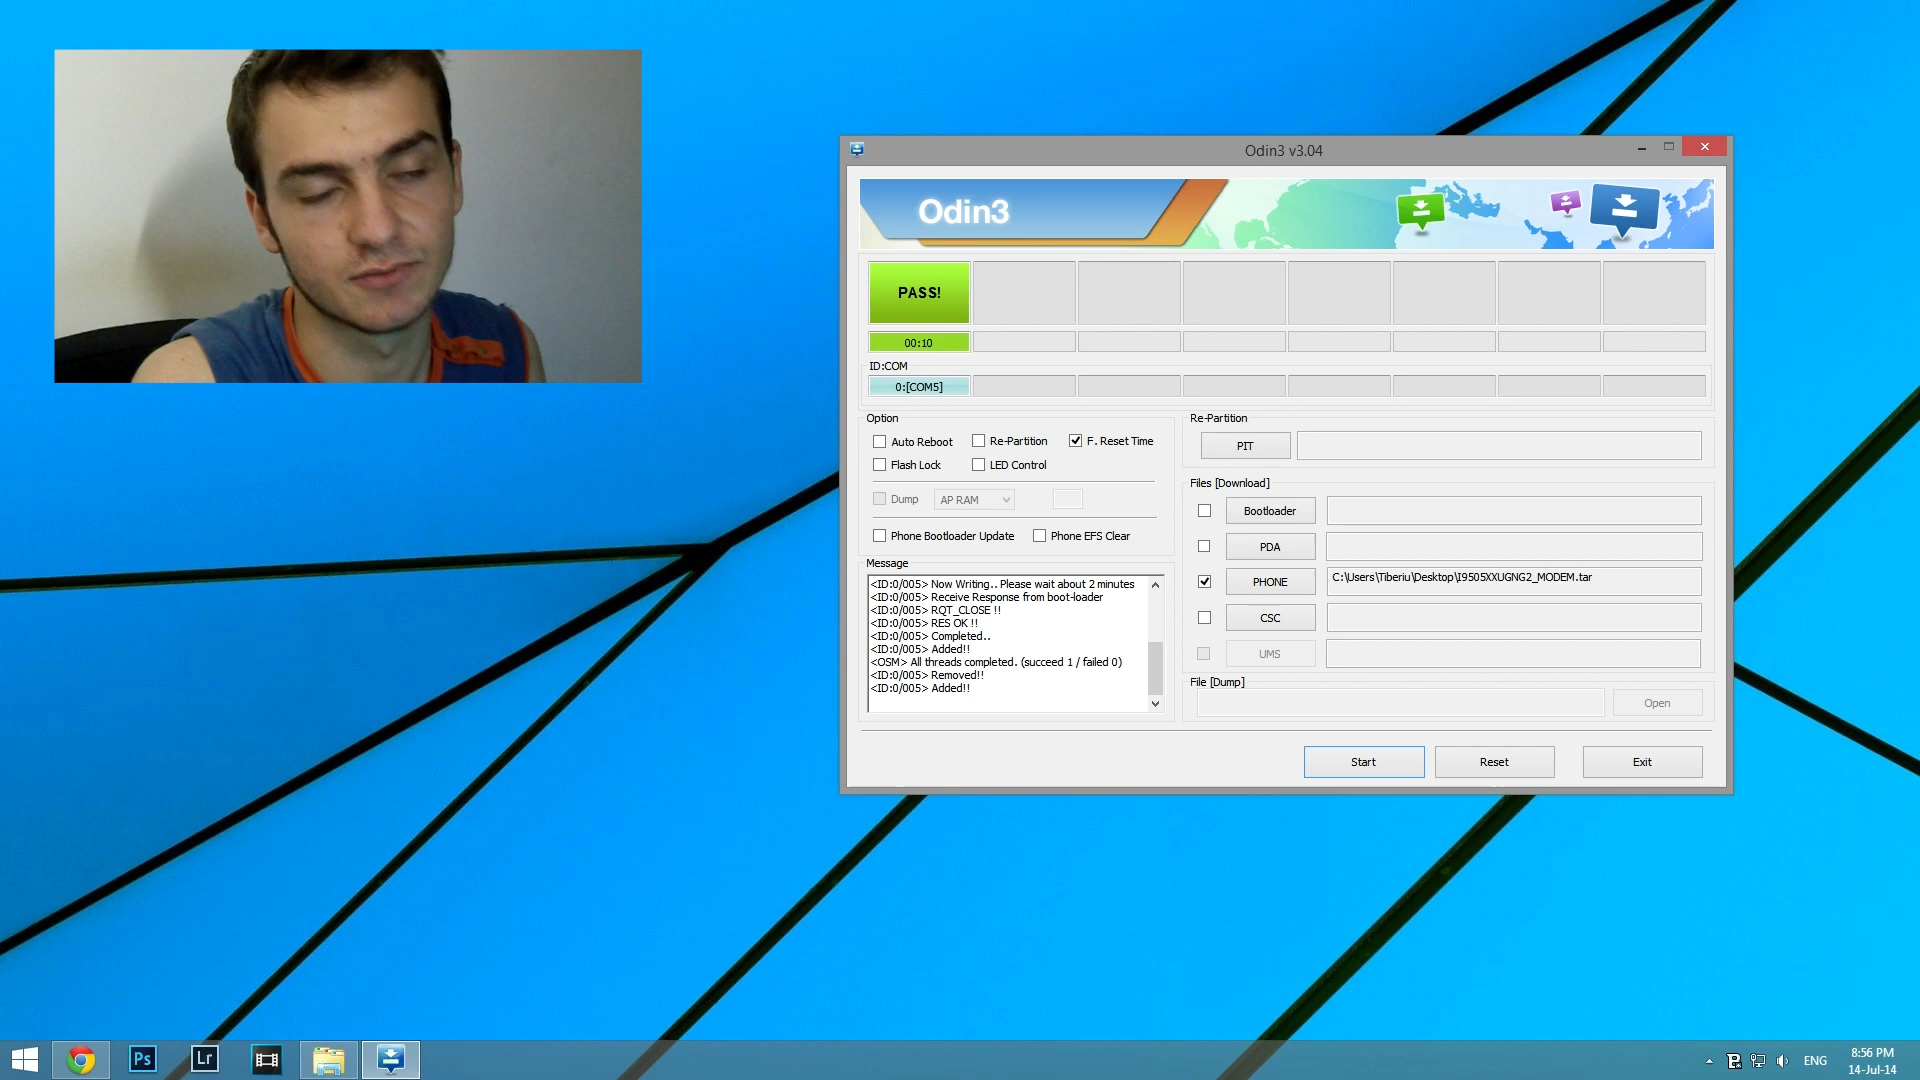 Odin3 v3.04
Odin3
PASS!
00:10
ID:COM
0:[COM5]
Option
Auto Reboot
Re-Partition
F. Reset Time
Flash Lock
LED Control
Dump
AP RAM
Phone Bootloader Update
Phone EFS Clear
Message
<ID:0/005> Now Writing.. Please wait about 2 minutes
<ID:0/005> Receive Response from boot-loader
<ID:0/005> RQT_CLOSE !!
<ID:0/005> RES OK !!
<ID:0/005> Completed..
<ID:0/005> Added!!
<OSM> All threads completed. (succeed 1 / failed 0)
<ID:0/005> Removed!!
<ID:0/005> Added!!
Re-Partition
PIT
Files [Download]
Bootloader
PDA
PHONE
C:\Users\Tiberiu\Desktop\I9505XXUGNG2_MODEM.tar
CSC
UMS
File [Dump]
Open
Start
Reset
Exit
Ps
Lr
ENG
8:56 PM
14-Jul-14